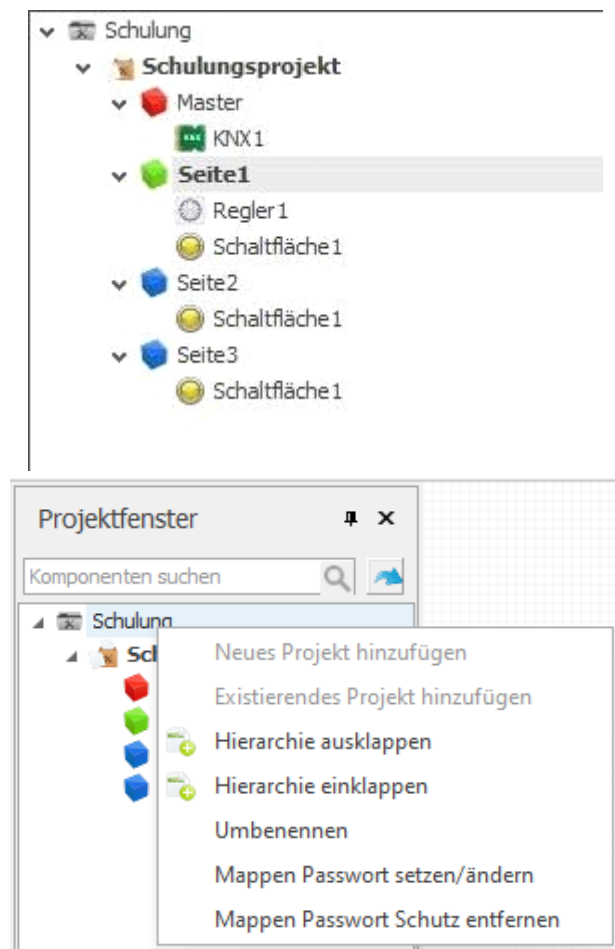 Schulung
Schulungsprojekt
Master
KNX1
Seite1
Regler1
Schaltfläche1
Seite2
Schaltfläche1
Seite3
Schaltfläche1
Projektfenster
Komponenten suchen
Schulung
Sch
Neues Projekt hinzufügen
Existierendes Projekt hinzufügen
Hierarchie ausklappen
Hierarchie einklappen
Umbenennen
Mappen Passwort setzen/ändern
Mappen Passwort Schutz entfernen